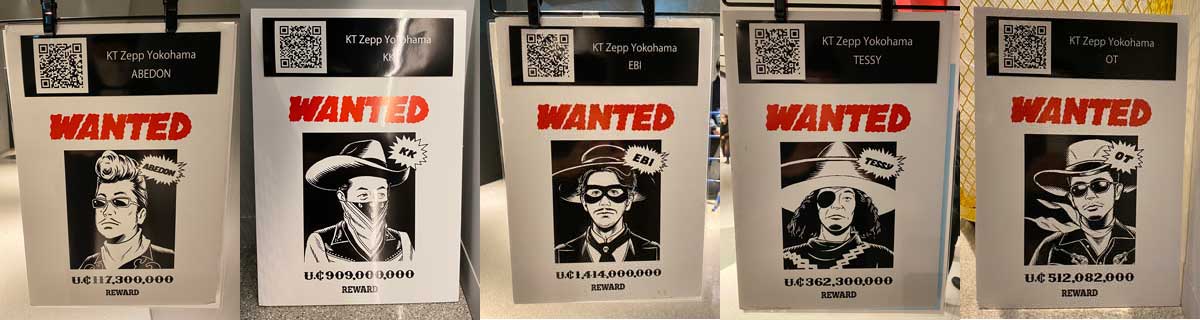 KT Zepp Yokohama
ABEDON
WANTED
ABEDON
U.₵117,300,000
REWARD
KT Zepp Yokohama
KK
WANTED
KK
U.₵909,000,000
REWARD
KT Zepp Yokohama
EBI
WANTED
EBI
U.₵1,414,000,000
REWARD
KT Zepp Yokohama
TESSY
WANTED
TESSY
U.₵362,300,000
REWARD
KT Zepp Yokohama
OT
WANTED
OT
U.₵512,082,000
REWARD